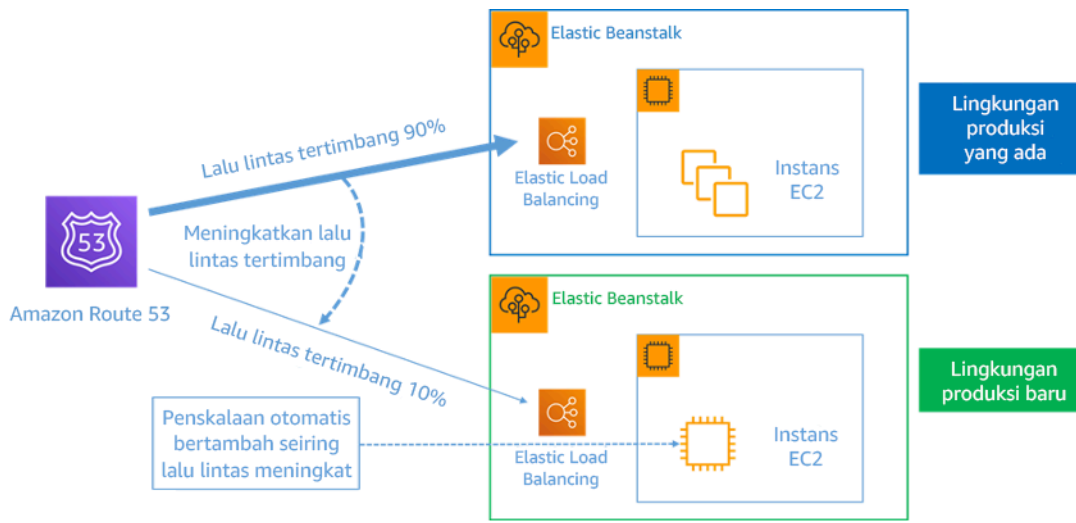 Elastic Beanstalk
Lalu lintas tertimbang 90%
Elastic Load
Balancing
Instans
EC2
Lingkungan
produksi
yang ada
53
Amazon Route 53
Meningkatkan lalu
lintas tertimbang
Elastic Beanstalk
Lalu lintas tertimbang 10%
Penskalaan otomatis
bertambah seiring
lalu lintas meningkat
Elastic Load
Balancing
Instans
EC2
Lingkungan
produksi baru